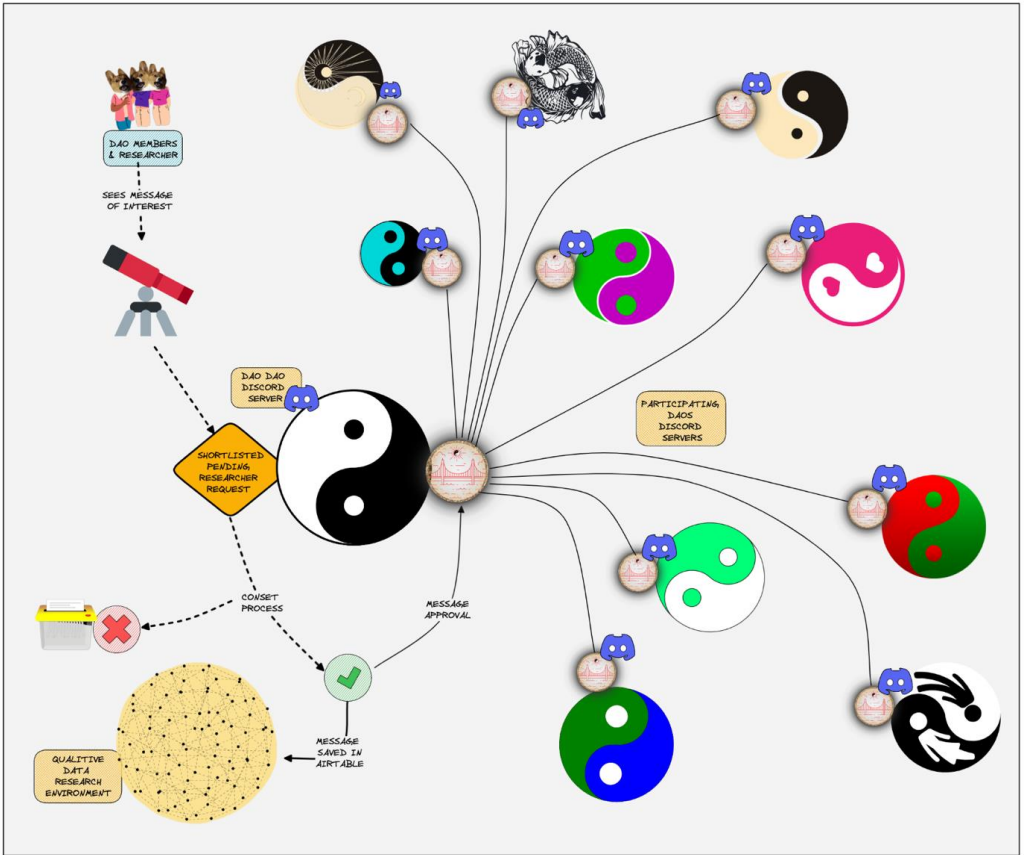 DAO MEMBERS
& RESEARCHER
SEES MESSAGE
OF INTEREST
DAO DAO
DISCORD
SERVER
SHORTLISTED
PENDING
RESEARCHER
REQUEST
PARTICIPATING
DAOS
DISCORD
SERVERS
CONSET
PROCESS
MESSAGE
APPROVAL
MESSAGE
SAVED IN
AIRTABLE
QUALITIVE
DATA
RESEARCH
ENVIRONMENT